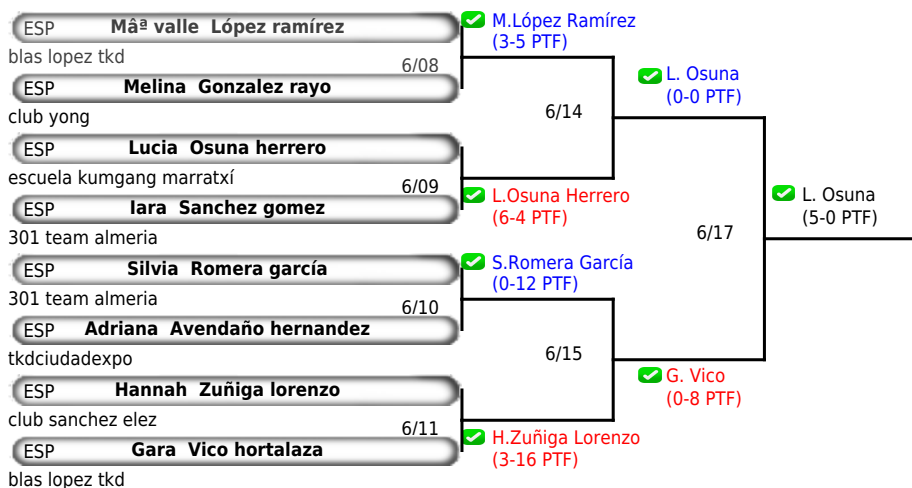 ESP Mâª valle López ramírez
blas lopez tkd
6/08
ESP Melina Gonzalez rayo
club yong
ESP Lucia Osuna herrero
escuela kumgang marratxí
6/09
ESP Iara Sanchez gomez
301 team almeria
ESP Silvia Romera garcía
301 team almeria
6/10
ESP Adriana Avendaño hernandez
tkdciudadexpo
ESP Hannah Zuñiga lorenzo
club sanchez elez
6/11
ESP Gara Vico hortalaza
blas lopez tkd
M.López Ramírez
(3-5 PTF)
6/14
L.Osuna Herrero
(6-4 PTF)
S.Romera García
(0-12 PTF)
6/15
H.Zuñiga Lorenzo
(3-16 PTF)
L. Osuna
(0-0 PTF)
6/17
G. Vico
(0-8 PTF)
L. Osuna
(5-0 PTF)